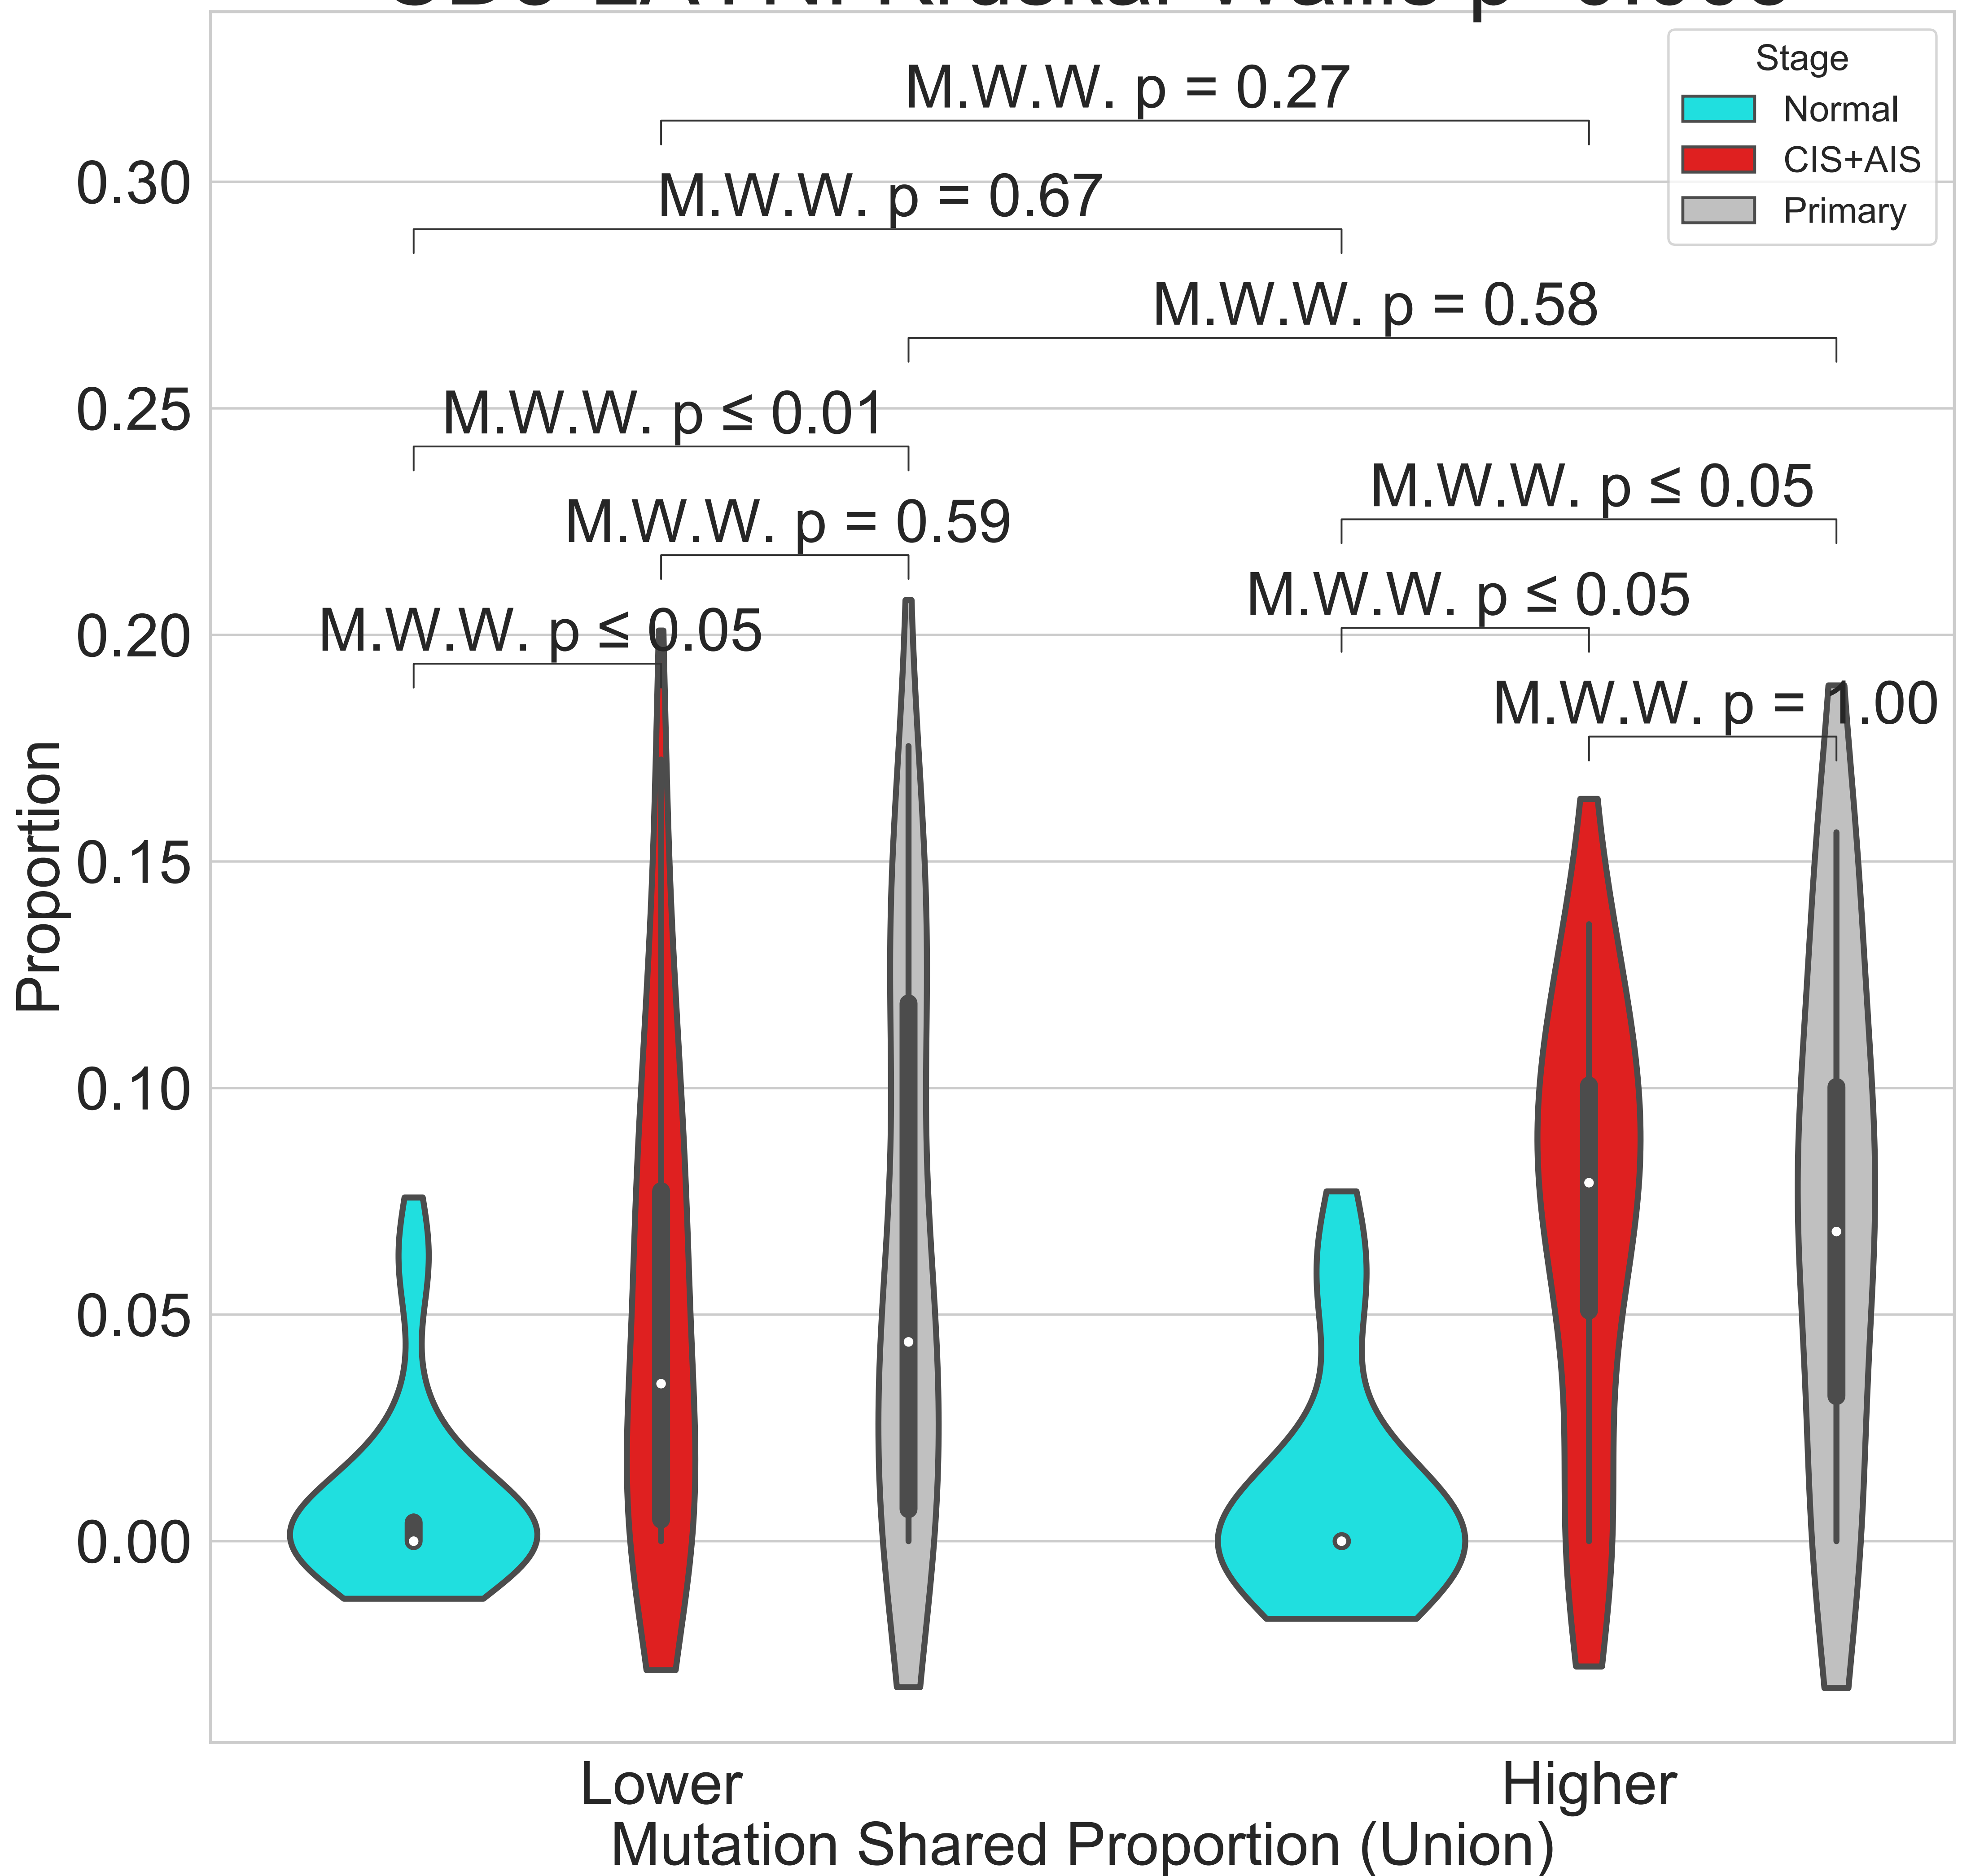 M.W.W. p = 0.27
Stage
Normal
CIS+AIS
Primary
0.30
M.W.W. p = 0.67
M.W.W. p = 0.58
0.25
M.W.W. p ≤ 0.01
M.W.W. p ≤ 0.05
M.W.W. p = 0.59
M.W.W. p ≤ 0.05
0.20
M.W.W. p ≤ 0.05
M.W.W. p = 1.00
Proportion
0.15
0.10
0.05
0.00
Lower
Higher
Mutation Shared Proportion (Union)